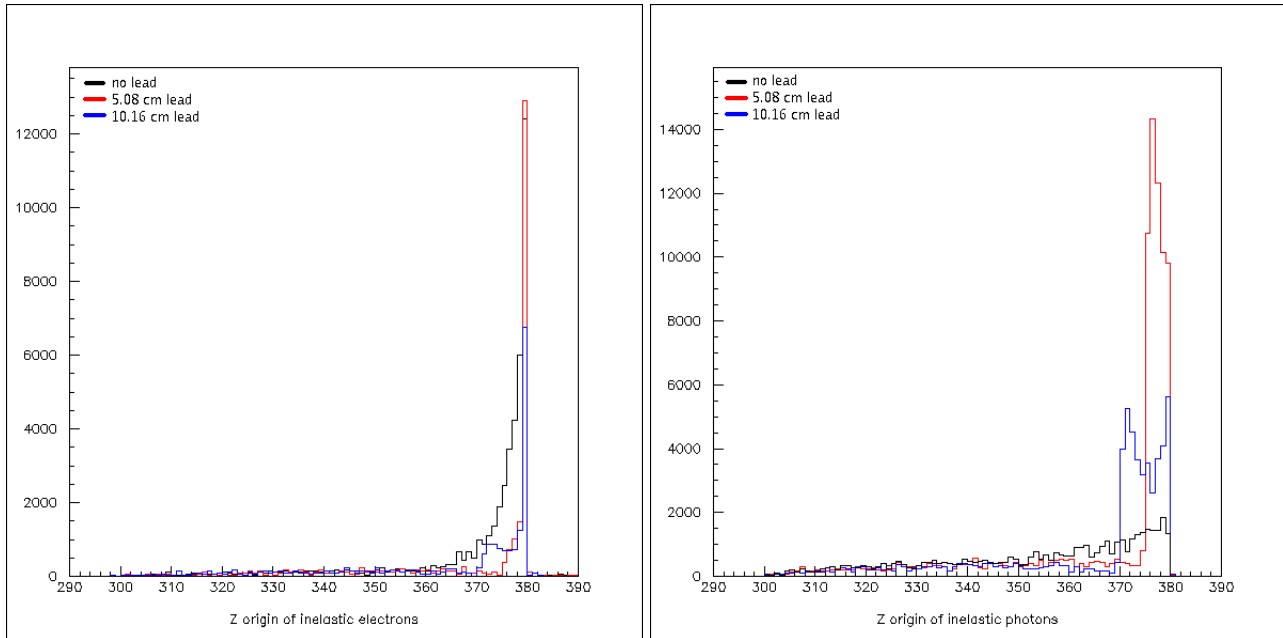 no lead
5.08 cm lead
10.16 cm lead
12000
10000
8000
6000
4000
2000
0
290 300 310 320 330 340 350 360 370 380 390
Z origin of inelastic electrons
no lead
5.08 cm lead
10.16 cm lead
14000
12000
10000
8000
6000
4000
2000
0
290 300 310 320 330 340 350 360 370 380 390
Z origin of inelastic photons